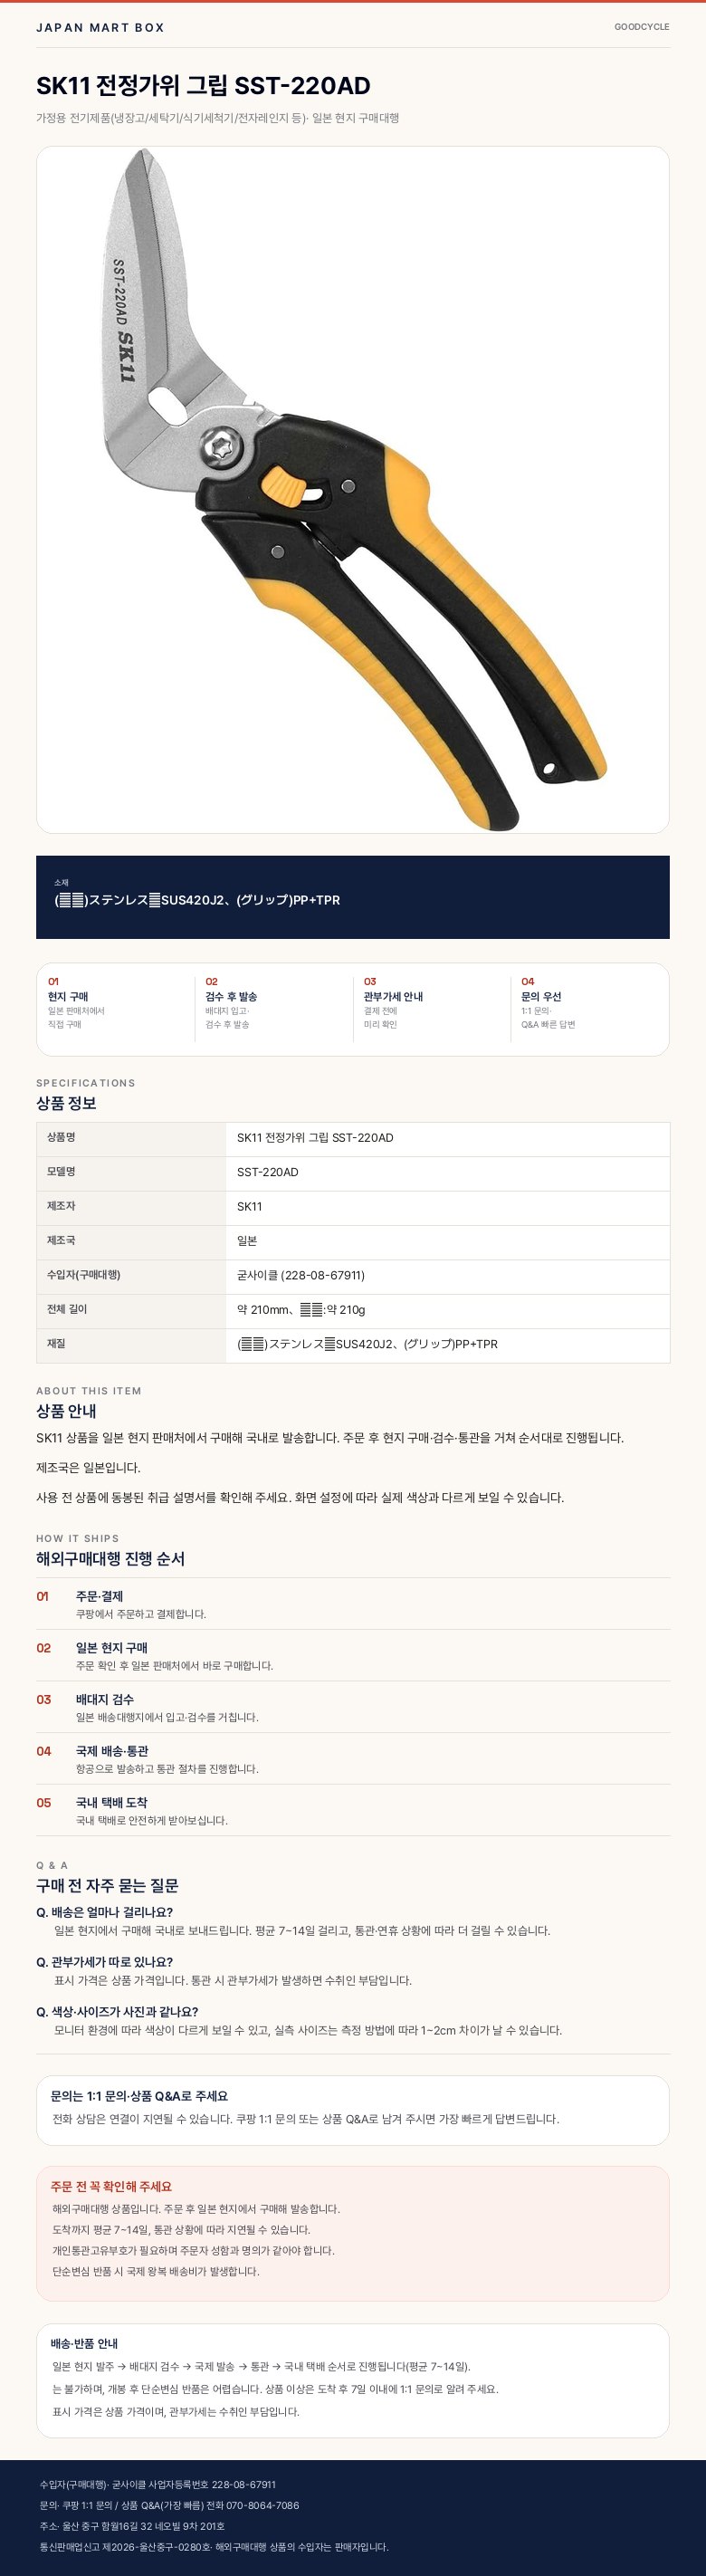 JAPAN MART BOX
GOODCYCLE
SK11 전정가위 그립 SST-220AD
가정용 전기제품(냉장고/세탁기/식기세척기/전자레인지 등)· 일본 현지 구매대행
SST-220AD SK11
소재
( )ステンレス SUS420J2、(グリップ)PP+TPR
01
현지 구매
일본 판매처에서
직접 구매
02
검수 후 발송
배대지 입고·
검수 후 발송
03
관부가세 안내
결제 전에
미리 확인
04
문의 우선
1:1 문의·
Q&A 빠른 답변
SPECIFICATIONS
상품 정보
상품명 SK11 전정가위 그립 SST-220AD
모델명 SST-220AD
제조자 SK11
제조국 일본
수입자(구매대행) 굳사이클 (228-08-67911)
전체 길이 약 210mm、 :약 210g
재질 ( )ステンレス SUS420J2、(グリップ)PP+TPR
ABOUT THIS ITEM
상품 안내
SK11 상품을 일본 현지 판매처에서 구매해 국내로 발송합니다. 주문 후 현지 구매·검수·통관을 거쳐 순서대로 진행됩니다.
제조국은 일본입니다.
사용 전 상품에 동봉된 취급 설명서를 확인해 주세요. 화면 설정에 따라 실제 색상과 다르게 보일 수 있습니다.
HOW IT SHIPS
해외구매대행 진행 순서
01 주문·결제
쿠팡에서 주문하고 결제합니다.
02 일본 현지 구매
주문 확인 후 일본 판매처에서 바로 구매합니다.
03 배대지 검수
일본 배송대행지에서 입고·검수를 거칩니다.
04 국제 배송·통관
항공으로 발송하고 통관 절차를 진행합니다.
05 국내 택배 도착
국내 택배로 안전하게 받아보십니다.
Q & A
구매 전 자주 묻는 질문
Q. 배송은 얼마나 걸리나요?
일본 현지에서 구매해 국내로 보내드립니다. 평균 7~14일 걸리고, 통관·연휴 상황에 따라 더 걸릴 수 있습니다.
Q. 관부가세가 따로 있나요?
표시 가격은 상품 가격입니다. 통관 시 관부가세가 발생하면 수취인 부담입니다.
Q. 색상·사이즈가 사진과 같나요?
모니터 환경에 따라 색상이 다르게 보일 수 있고, 실측 사이즈는 측정 방법에 따라 1~2cm 차이가 날 수 있습니다.
문의는 1:1 문의·상품 Q&A로 주세요
전화 상담은 연결이 지연될 수 있습니다. 쿠팡 1:1 문의 또는 상품 Q&A로 남겨 주시면 가장 빠르게 답변드립니다.
주문 전 꼭 확인해 주세요
해외구매대행 상품입니다. 주문 후 일본 현지에서 구매해 발송합니다.
도착까지 평균 7~14일, 통관 상황에 따라 지연될 수 있습니다.
개인통관고유부호가 필요하며 주문자 성함과 명의가 같아야 합니다.
단순변심 반품 시 국제 왕복 배송비가 발생합니다.
배송·반품 안내
일본 현지 발주 → 배대지 검수 → 국제 발송 → 통관 → 국내 택배 순서로 진행됩니다(평균 7~14일).
는 불가하며, 개봉 후 단순변심 반품은 어렵습니다. 상품 이상은 도착 후 7일 이내에 1:1 문의로 알려 주세요.
표시 가격은 상품 가격이며, 관부가세는 수취인 부담입니다.
수입자(구매대행)· 굳사이클 사업자등록번호 228-08-67911
문의· 쿠팡 1:1 문의 / 상품 Q&A(가장 빠름) 전화 070-8064-7086
주소· 울산 중구 함월16길 32 네오빌 9차 201호
통신판매업신고 제2026-울산중구-0280호· 해외구매대행 상품의 수입자는 판매자입니다.